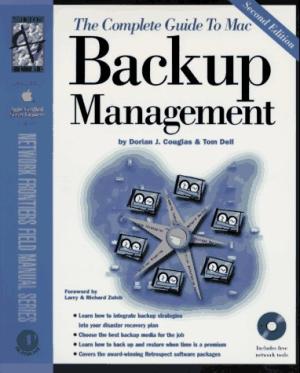 The Complete Guide To Mac
Second Edition
Backup
Management
by Dorian J. Cougias & Tom Dell
Foreword by
Larry & Richard Zulch
• Learn how to integrate backup strategies
into your disaster recovery plan
• Choose the best backup media for the job
• Learn how to back up and restore when time is a premium
• Covers the award-winning Retrospect software packages
Includes free
network tools
NETWORK FRONTIERS FIELD MANUAL SERIES